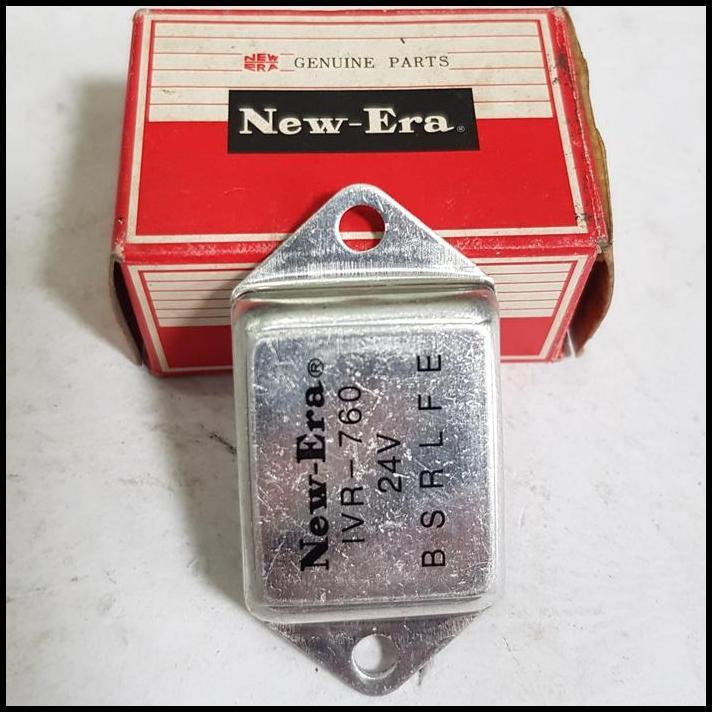 NEW
ERA
GENUINE PARTS
New-Era®
New-Era®
IVR-760
24V
B S R L F E